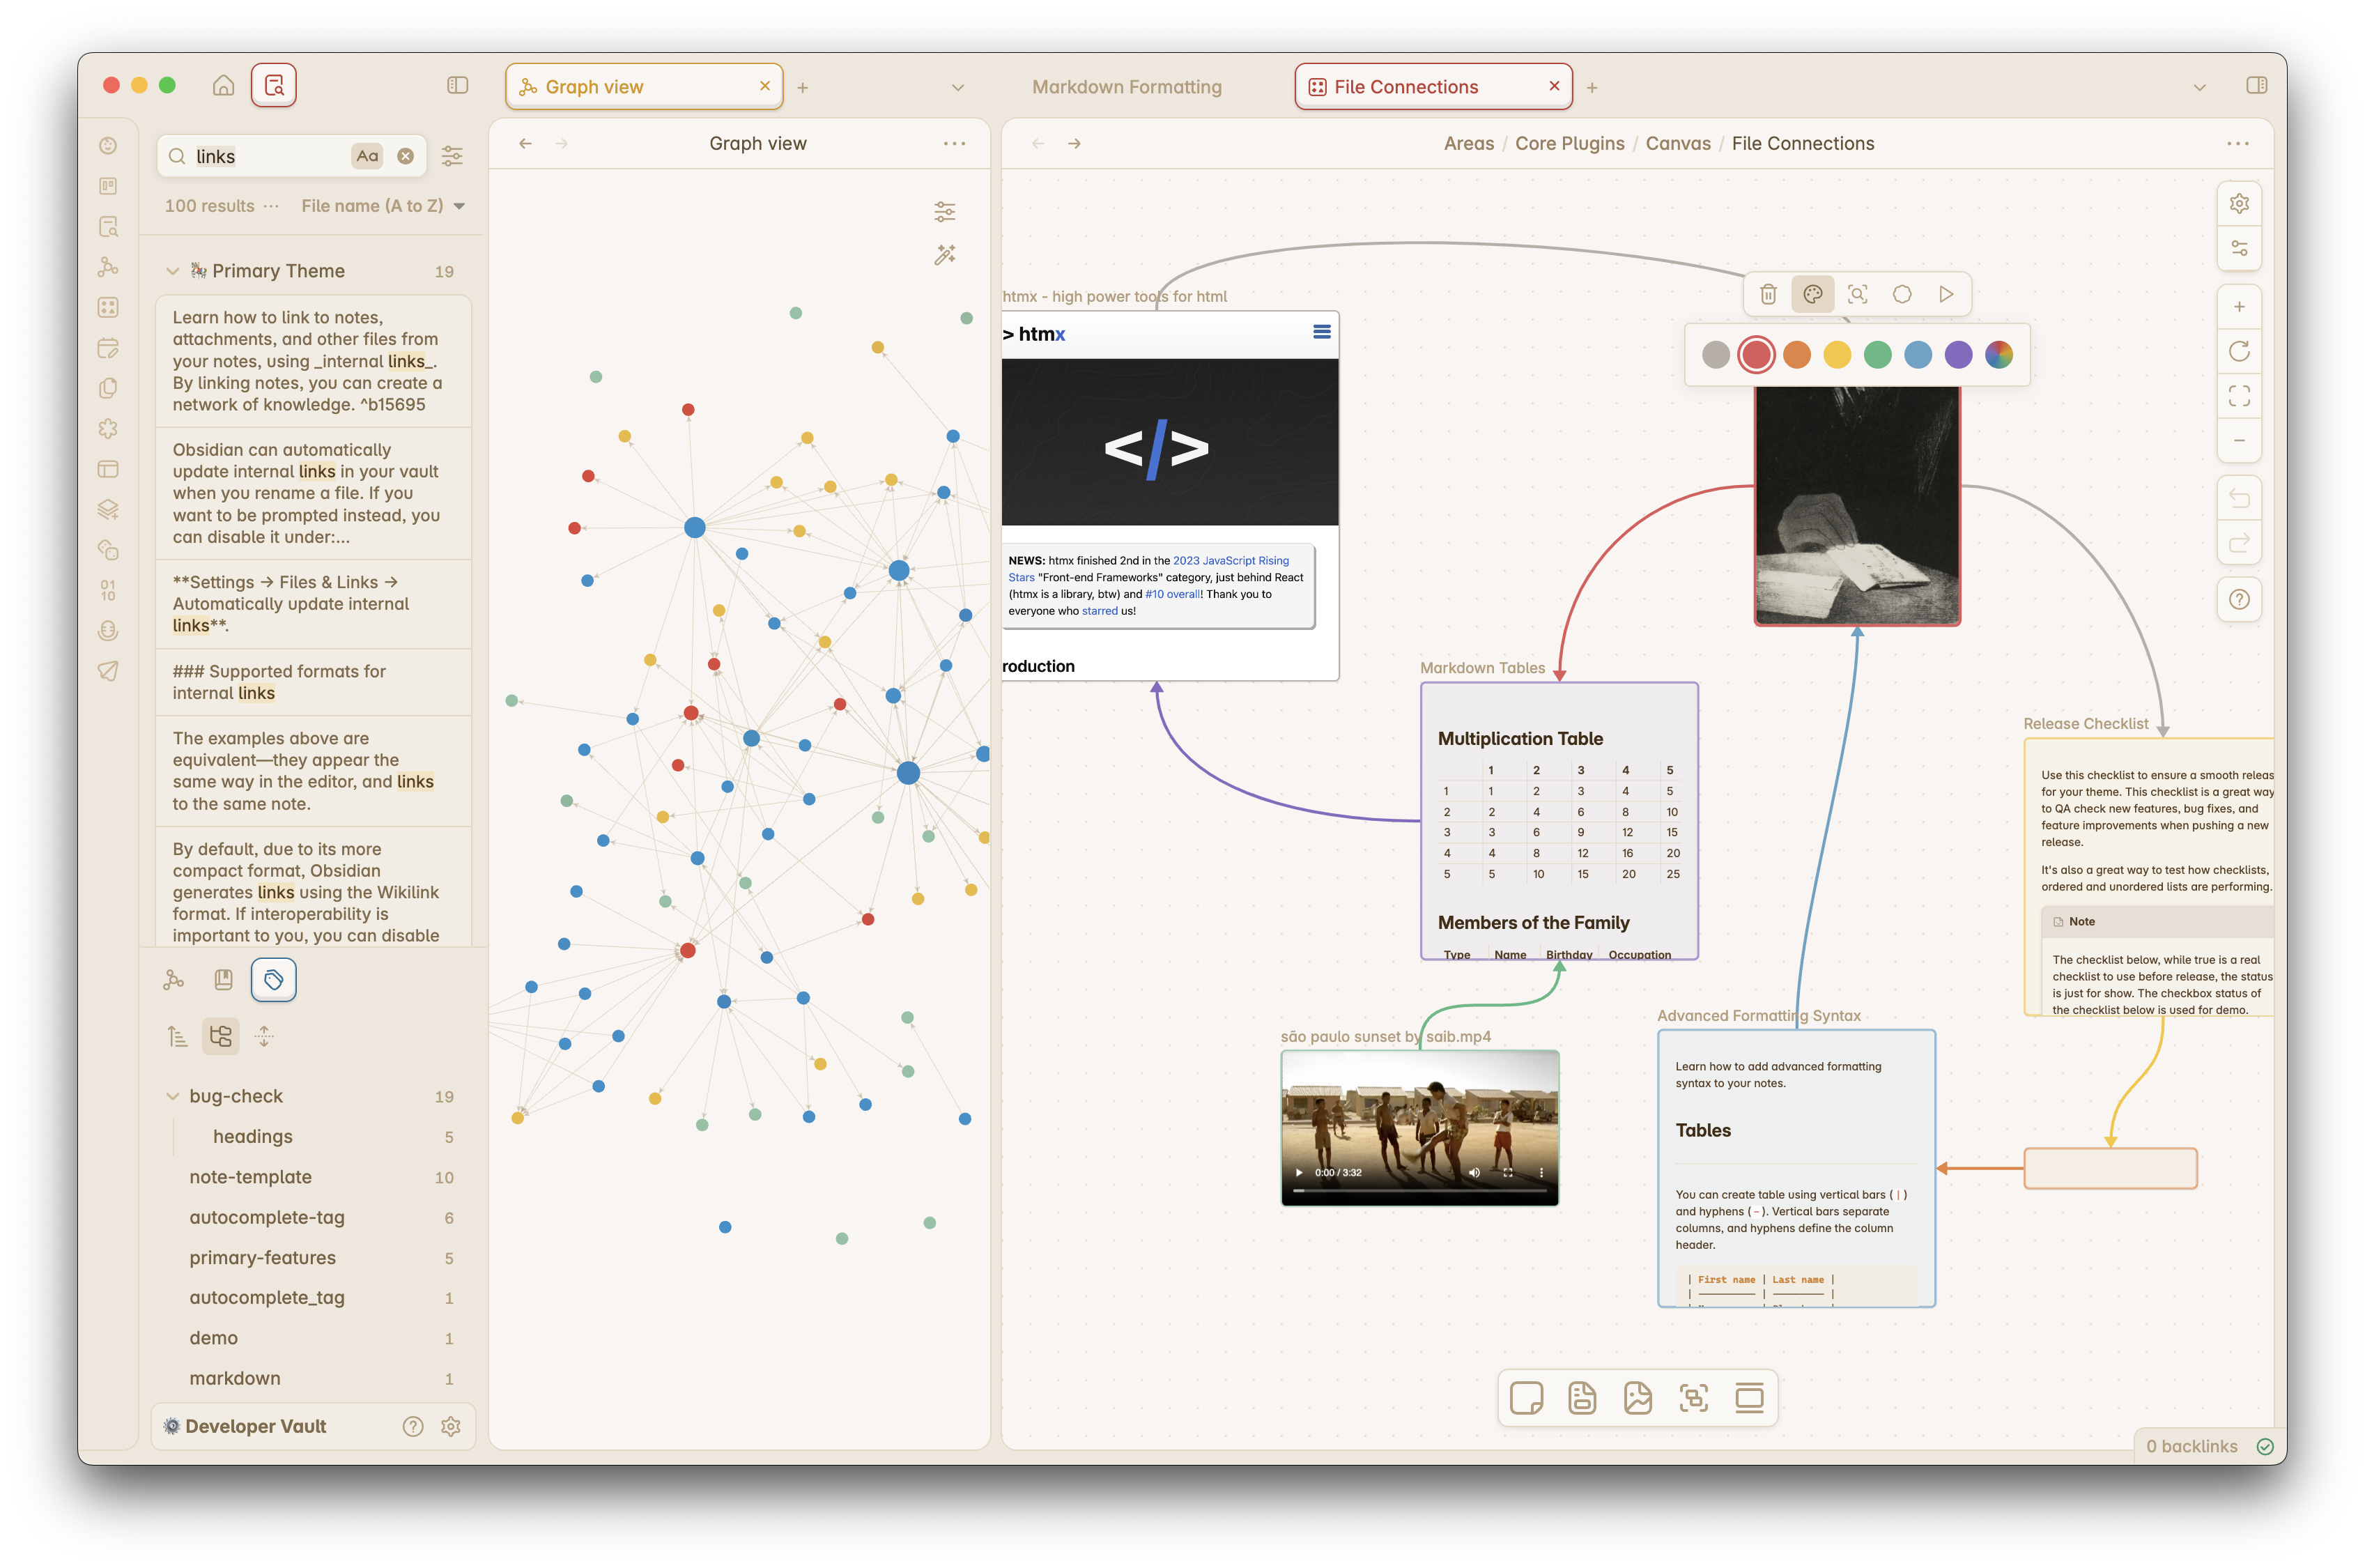 Graph view
Markdown Formatting
File Connections
links
Aa
100 results
File name (A to Z)
Primary Theme
19
Learn how to link to notes,
attachments, and other files from
your notes, using _internal links_.
By linking notes, you can create a
network of knowledge. ^b15695
Obsidian can automatically
update internal links in your vault
when you rename a file. If you
want to be prompted instead, you
can disable it under:...
**Settings → Files & Links →
Automatically update internal
links**.
### Supported formats for
internal links
The examples above are
equivalent—they appear the
same way in the editor, and links
to the same note.
By default, due to its more
compact format, Obsidian
generates links using the Wikilink
format. If interoperability is
important to you, you can disable
01
10
bug-check 19
headings 5
note-template 10
autocomplete-tag 6
primary-features 5
autocomplete_tag 1
demo 1
markdown 1
Developer Vault
Graph view
Areas / Core Plugins / Canvas / File Connections
htmx - high power tools for html
> htmx
</>
NEWS: htmx finished 2nd in the 2023 JavaScript Rising
Stars "Front-end Frameworks" category, just behind React
(htmx is a library, btw) and #10 overall! Thank you to
everyone who starred us!
roduction
Markdown Tables
Multiplication Table
1 2 3 4 5
1 1 2 3 4 5
2 2 4 6 8 10
3 3 6 9 12 15
4 4 8 12 16 20
5 5 10 15 20 25
Members of the Family
Type Name Birthday Occupation
são paulo sunset by saib.mp4
0:00 / 3:32
Advanced Formatting Syntax
Learn how to add advanced formatting
syntax to your notes.
Tables
You can create table using vertical bars ( | )
and hyphens ( - ). Vertical bars separate
columns, and hyphens define the column
header.
| First name | Last name |
Release Checklist
Use this checklist to ensure a smooth releas
for your theme. This checklist is a great way
to QA check new features, bug fixes, and
feature improvements when pushing a new
release.
It's also a great way to test how checklists,
ordered and unordered lists are performing.
Note
The checklist below, while true is a real
checklist to use before release, the status
is just for show. The checkbox status of
the checklist below is used for demo.
0 backlinks